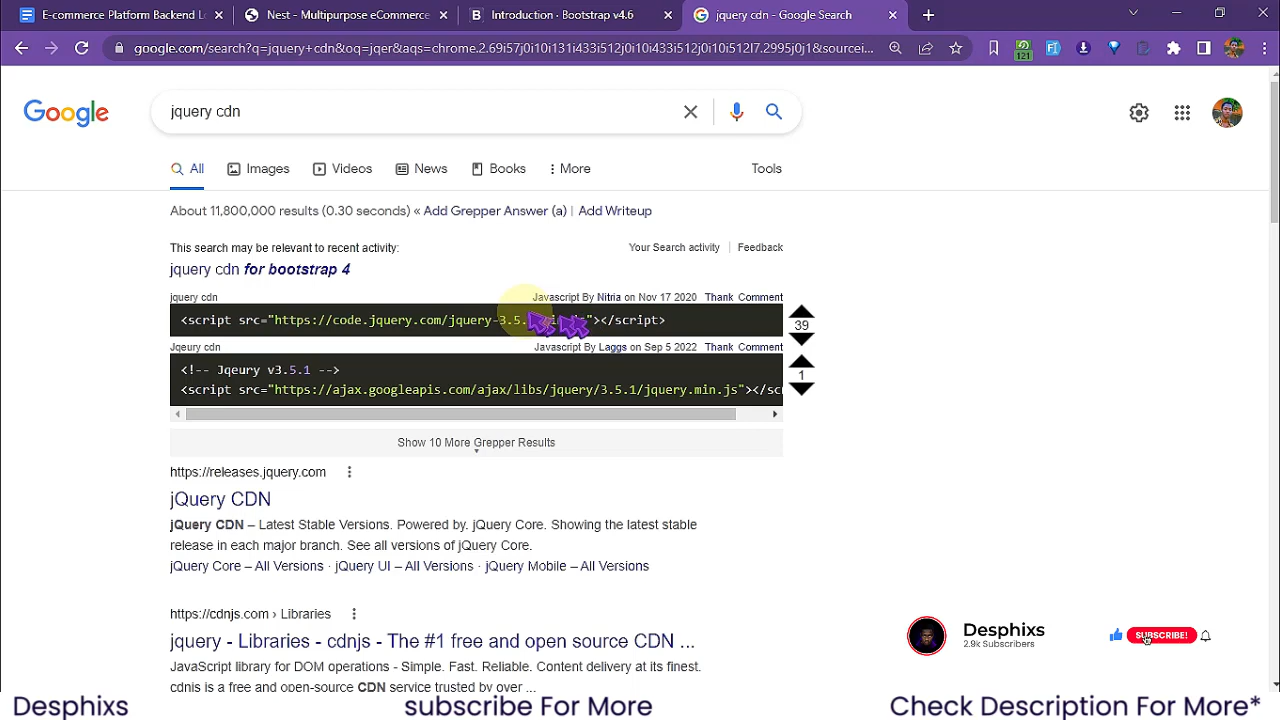 E-commerce Platform Backend Lo
Nest - Multipurpose eCommerce
Introduction · Bootstrap v4.6
jquery cdn - Google Search
google.com/search?q=jquery+cdn&oq=jqer&aqs=chrome.2.69i57j0i10i131i433i512j0i10i433i512j0i10i512l7.2995j0j1&sourcei...
121
Google
jquery cdn
All
Images
Videos
News
Books
More
Tools
About 11,800,000 results (0.30 seconds) « Add Grepper Answer (a) | Add Writeup
This search may be relevant to recent activity:
Your Search activity
Feedback
jquery cdn for bootstrap 4
jquery cdn
Javascript By Nitria on Nov 17 2020
Thank
Comment
<script src="https://code.jquery.com/jquery-3.5. "></script>
39
Jqeury cdn
Javascript By Laggs on Sep 5 2022
Thank
Comment
<!-- Jqeury v3.5.1 -->
<script src="https://ajax.googleapis.com/ajax/libs/jquery/3.5.1/jquery.min.js"></scr
1
Show 10 More Grepper Results
https://releases.jquery.com
jQuery CDN
jQuery CDN – Latest Stable Versions. Powered by. jQuery Core. Showing the latest stable
release in each major branch. See all versions of jQuery Core.
jQuery Core – All Versions · jQuery UI – All Versions · jQuery Mobile – All Versions
https://cdnjs.com › Libraries
jquery - Libraries - cdnjs - The #1 free and open source CDN ...
JavaScript library for DOM operations - Simple. Fast. Reliable. Content delivery at its finest.
cdnjs is a free and open-source CDN service trusted by over ...
Desphixs
2.9k Subscribers
SUBSCRIBE!
Desphixs
subscribe For More
Check Description For More*